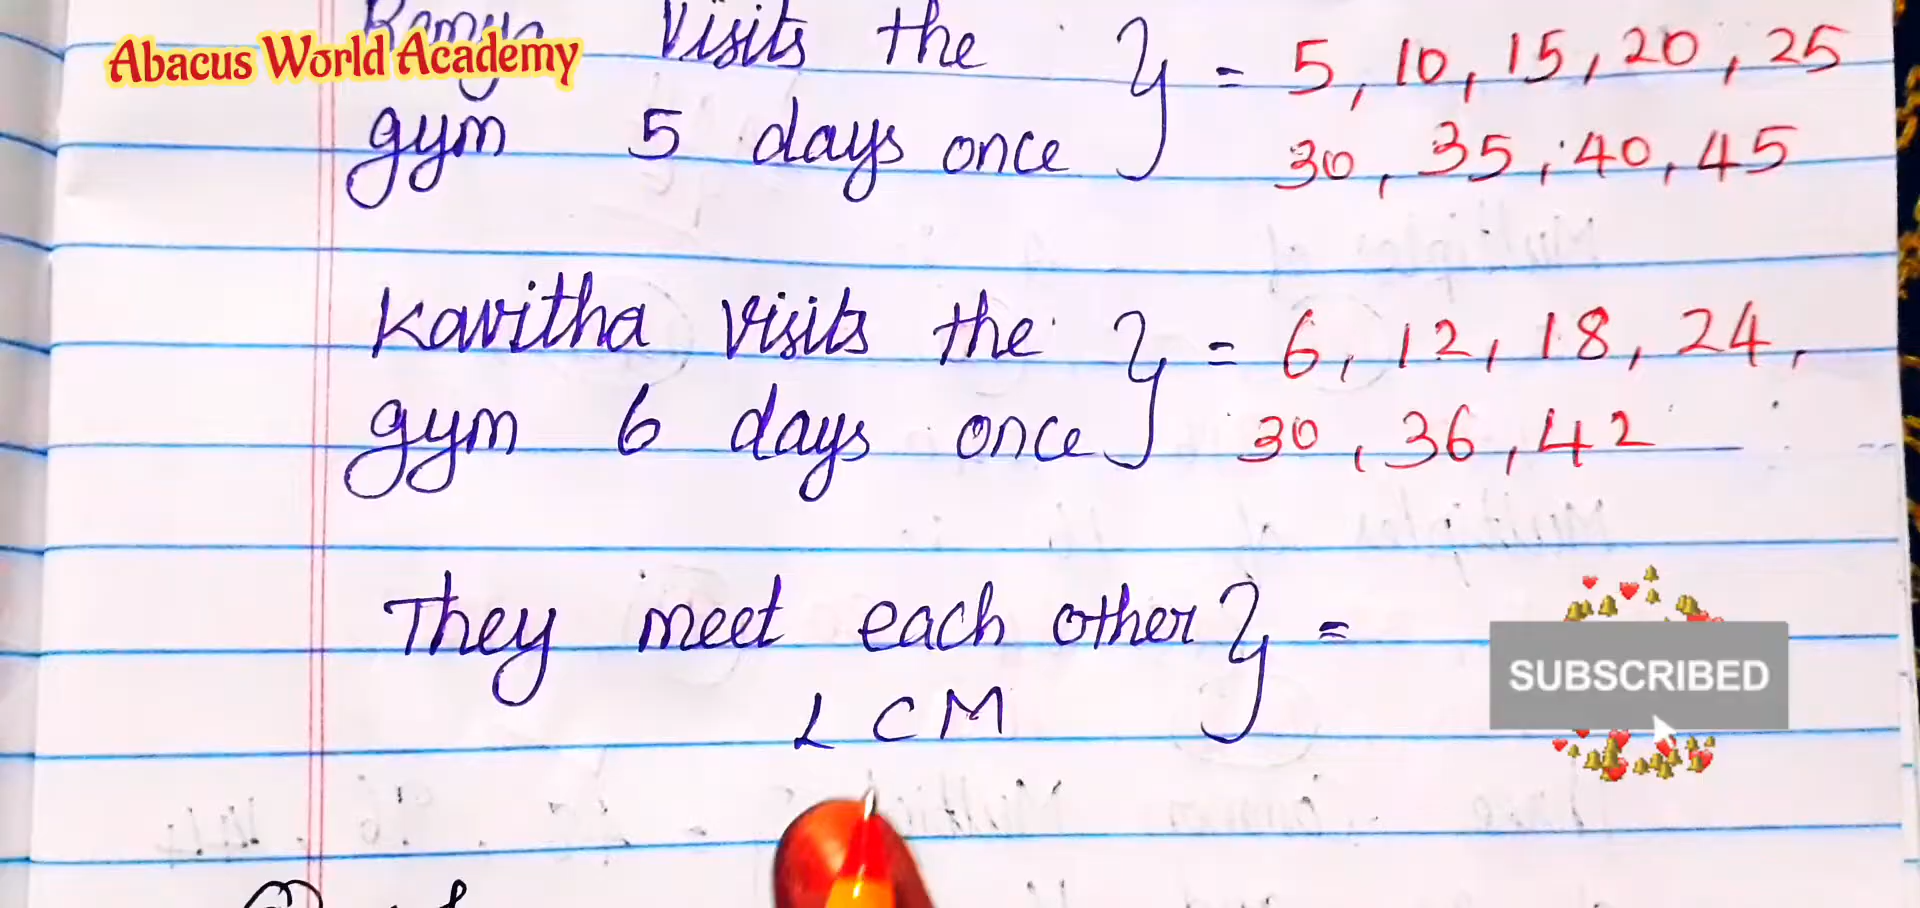 Abacus World Academy
Visits the } = 5, 10, 15, 20, 25
gym 5 days once 30, 35, 40, 45
Kavitha visits the } = 6, 12, 18, 24,
gym 6 days once 30, 36, 42
They meet each other } =
LCM
SUBSCRIBED